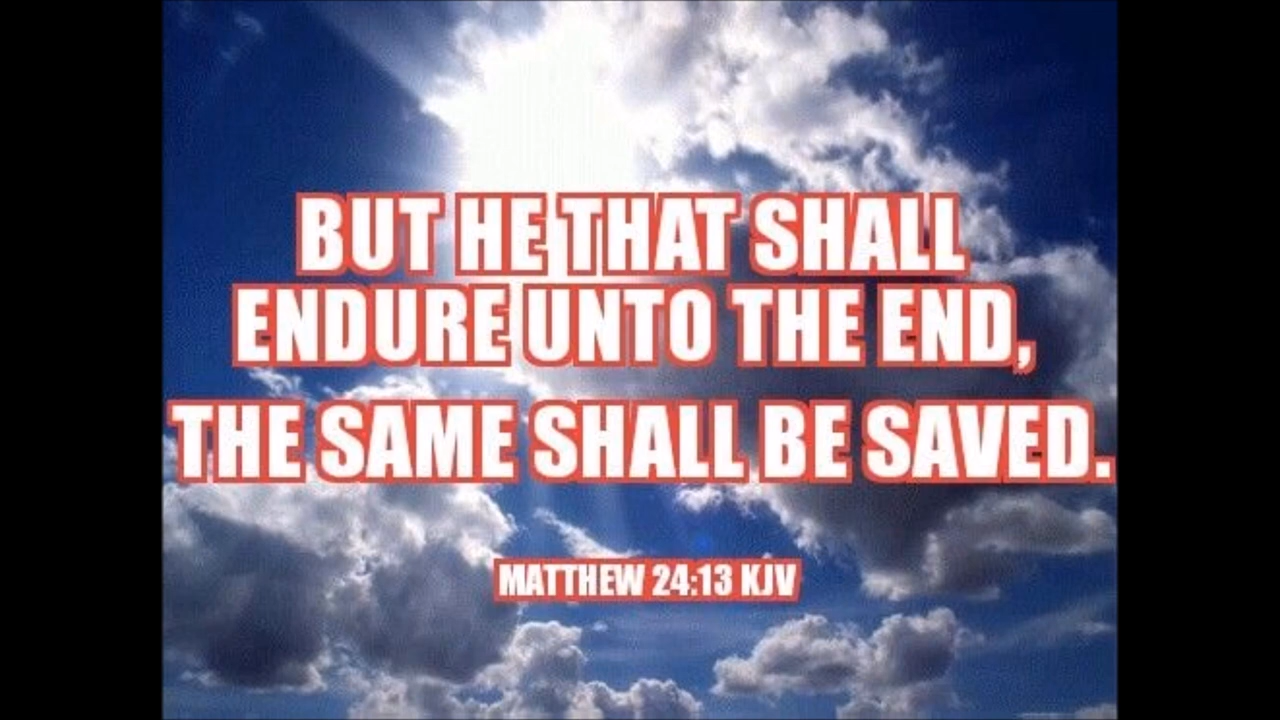 BUT HE THAT SHALL
ENDURE UNTO THE END,
THE SAME SHALL BE SAVED.
MATTHEW 24:13 KJV